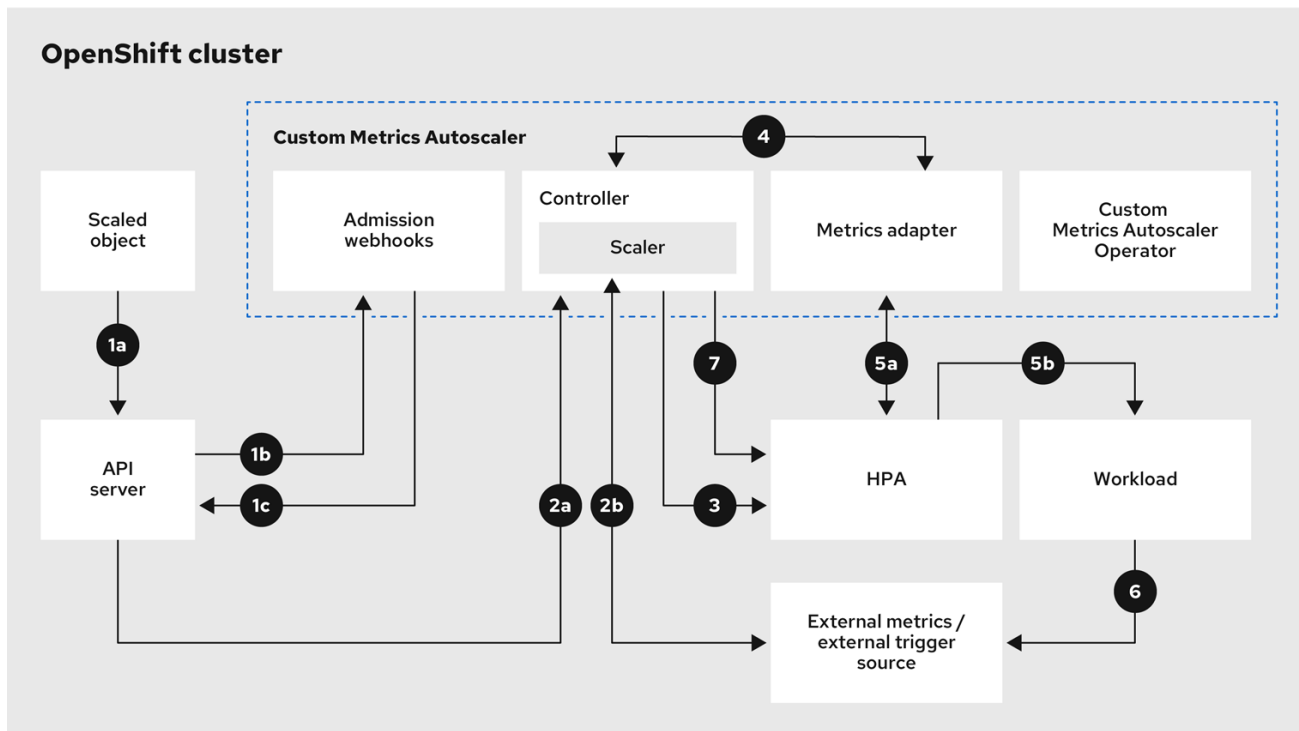 OpenShift cluster
Custom Metrics Autoscaler
4
Scaled
object
Admission
webhooks
Controller
Scaler
Metrics adapter
Custom
Metrics Autoscaler
Operator
1a
7
5a
5b
API
server
1b
1c
2a
2b
3
HPA
Workload
6
External metrics /
external trigger
source